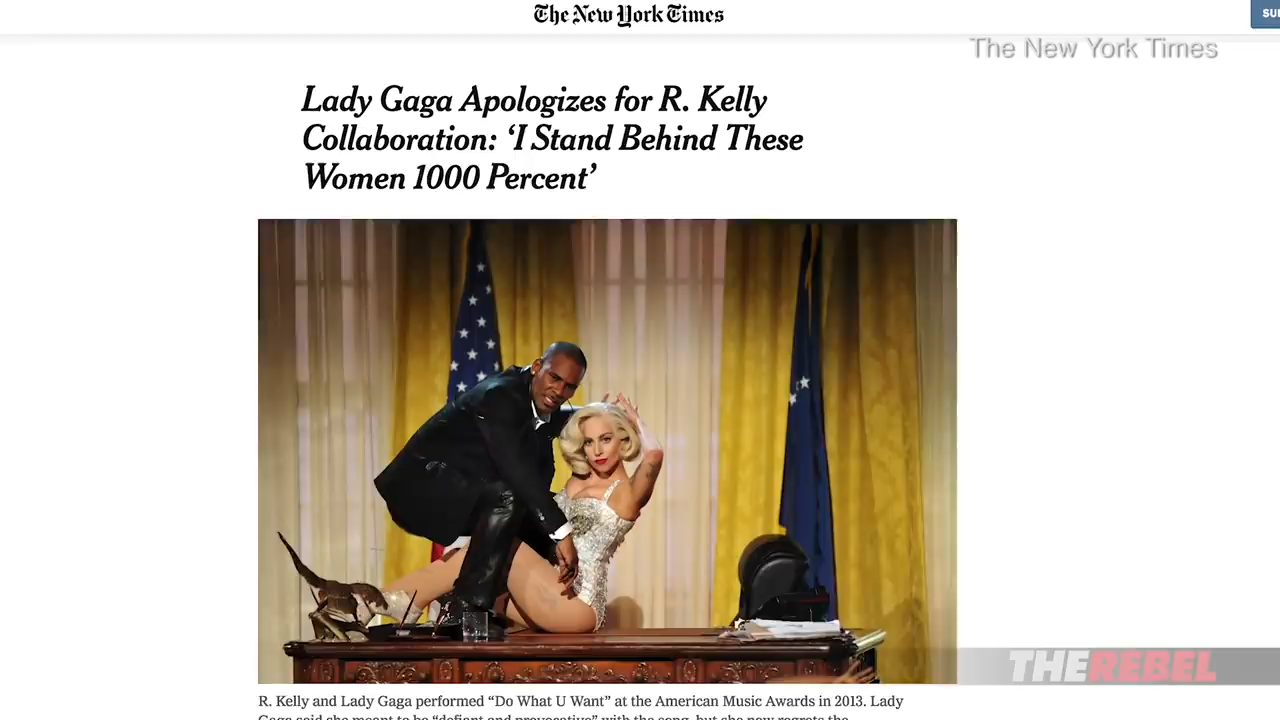 The New York Times
SU
The New York Times
Lady Gaga Apologizes for R. Kelly
Collaboration: ‘I Stand Behind These
Women 1000 Percent’
THEREBEL
R. Kelly and Lady Gaga performed “Do What U Want” at the American Music Awards in 2013. Lady
Gaga said she meant to be “defiant and provocative” with the song, but she now regrets the